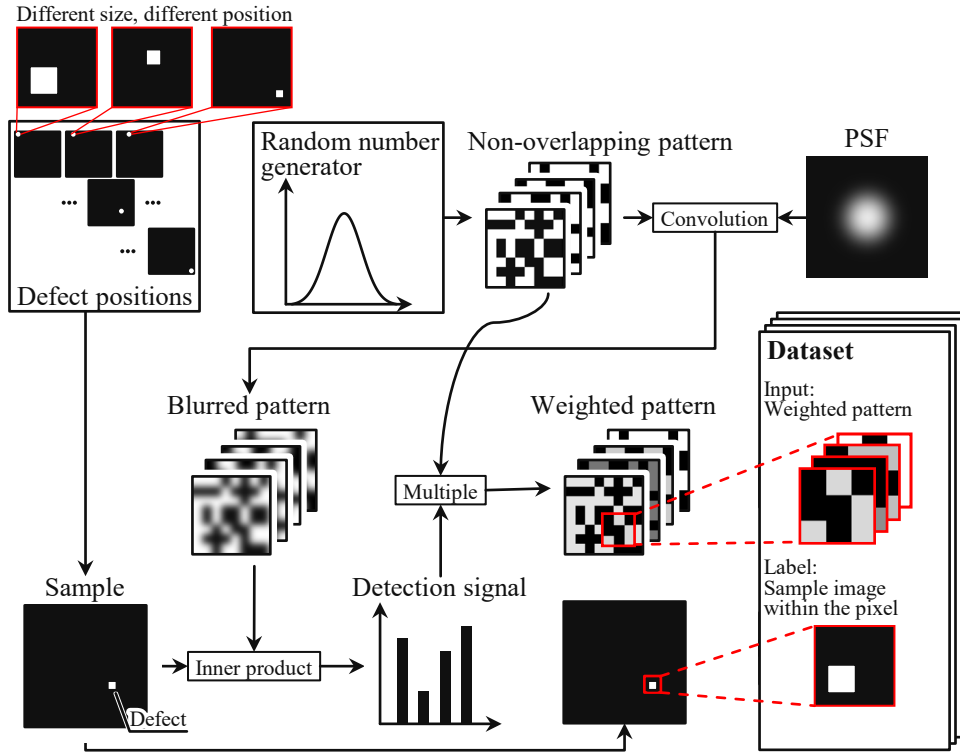 Different size, different position
Random number
generator
Non-overlapping pattern
PSF
Convolution
...
...
...
Defect positions
Dataset
Input:
Weighted pattern
Blurred pattern
Weighted pattern
Multiple
Label:
Sample image
within the pixel
Sample
Detection signal
Inner product
Defect